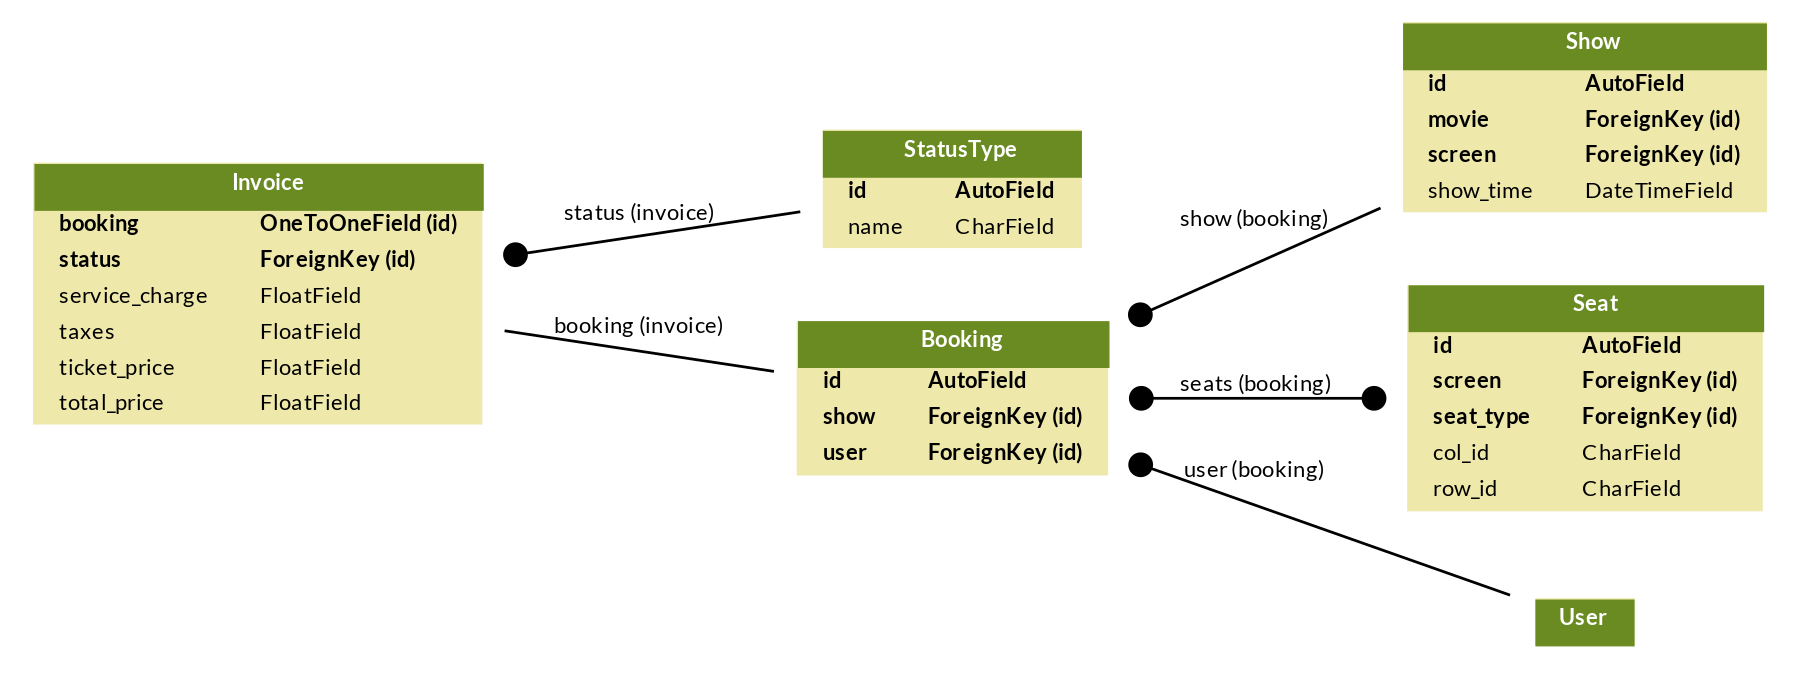 Invoice
booking OneToOneField (id)
status ForeignKey (id)
service_charge FloatField
taxes FloatField
ticket_price FloatField
total_price FloatField
status (invoice)
booking (invoice)
StatusType
id AutoField
name CharField
Booking
id AutoField
show ForeignKey (id)
user ForeignKey (id)
show (booking)
seats (booking)
user (booking)
Show
id AutoField
movie ForeignKey (id)
screen ForeignKey (id)
show_time DateTimeField
Seat
id AutoField
screen ForeignKey (id)
seat_type ForeignKey (id)
col_id CharField
row_id CharField
User